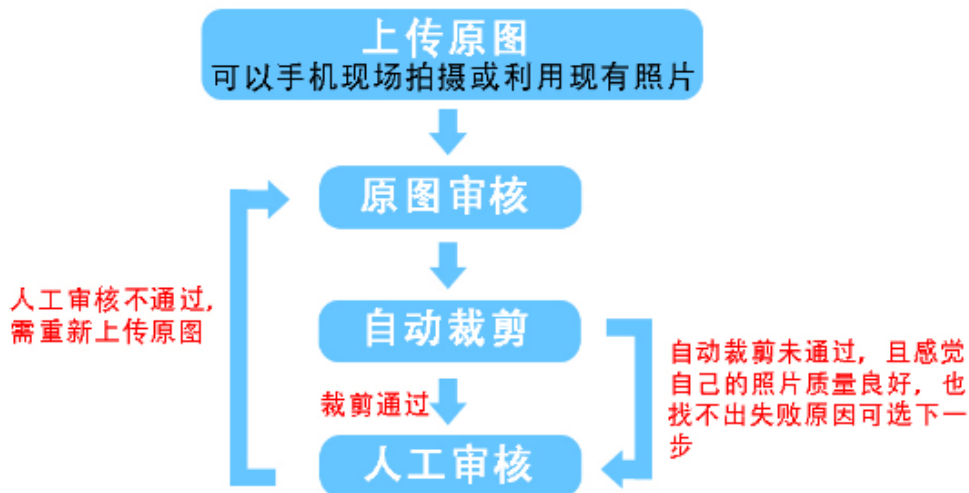 上传原图
可以手机现场拍摄或利用现有照片
原图审核
人工审核不通过,
需重新上传原图
自动裁剪
自动裁剪未通过，且感觉
自己的照片质量良好，也
找不出失败原因可选下一
步
裁剪通过
人工审核